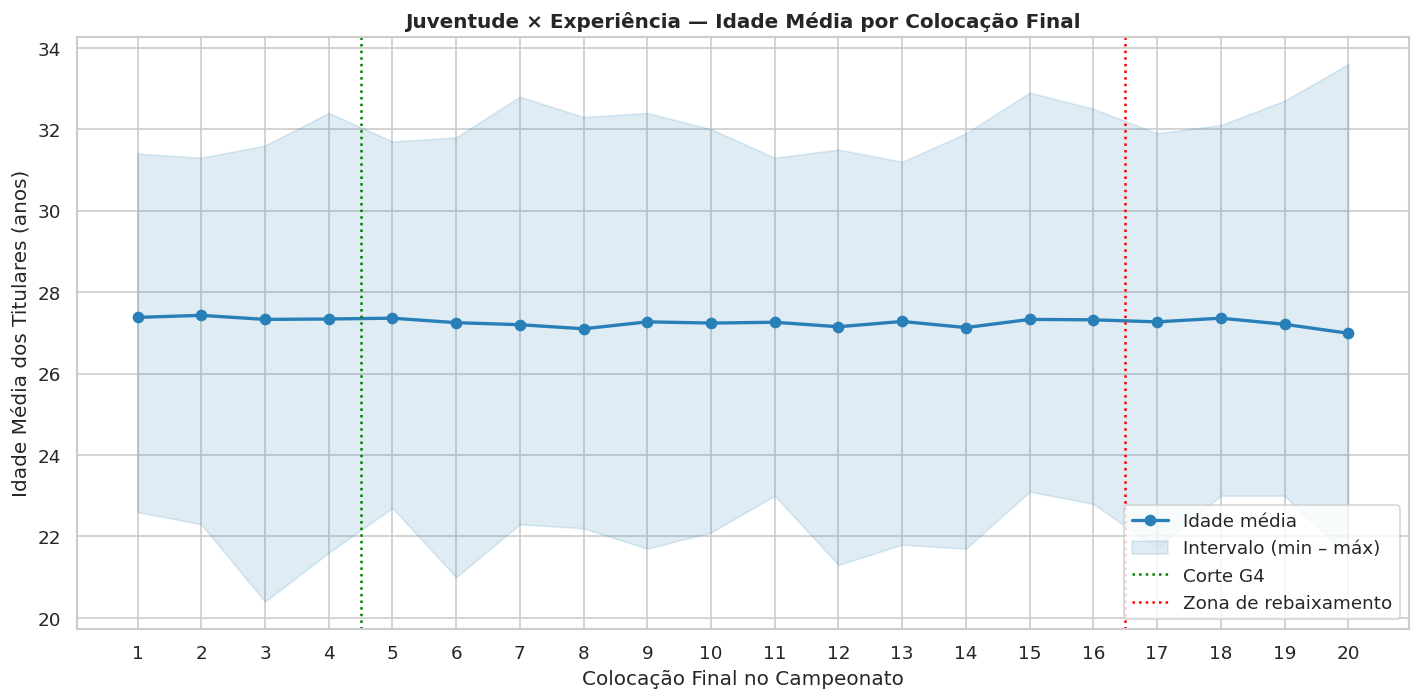 Juventude × Experiência — Idade Média por Colocação Final
Idade Média dos Titulares (anos)
34
32
30
28
26
24
22
20
Idade média
Intervalo (min – máx)
Corte G4
Zona de rebaixamento
1 2 3 4 5 6 7 8 9 10 11 12 13 14 15 16 17 18 19 20
Colocação Final no Campeonato